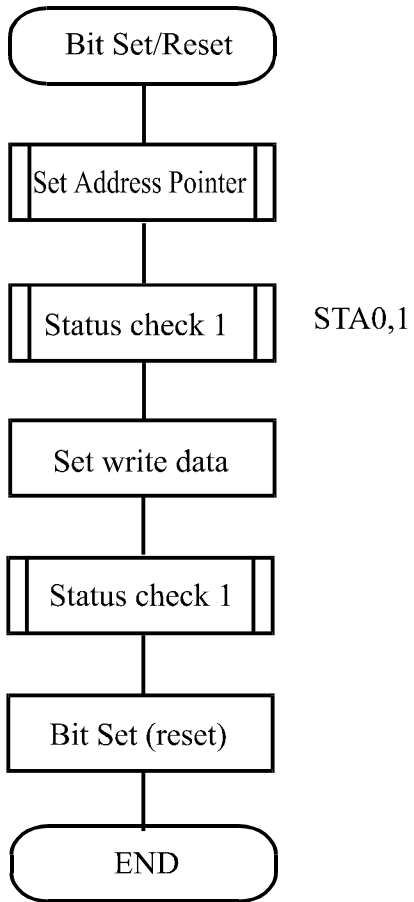 Bit Set/Reset
Set Address Pointer
Status check 1
STA0,1
Set write data
Status check 1
Bit Set (reset)
END